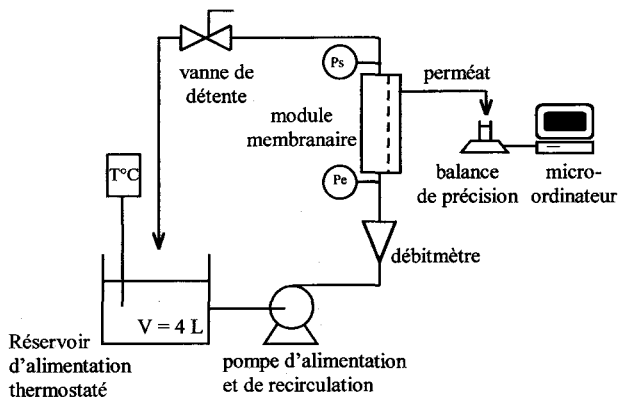 Ps
vanne de
détente
perméat
module
membranaire
T°C
Pe
balance
de précision
micro-
ordinateur
débitmètre
V = 4 L
Réservoir
d'alimentation
thermostaté
pompe d'alimentation
et de recirculation